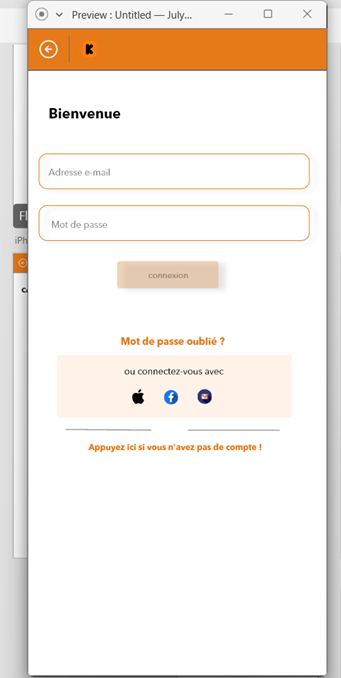 Preview : Untitled — July...
K
Bienvenue
Fl
iPh
Adresse e-mail
Mot de passe
connexion
Mot de passe oublié ?
ou connectez-vous avec
Appuyez ici si vous n'avez pas de compte !